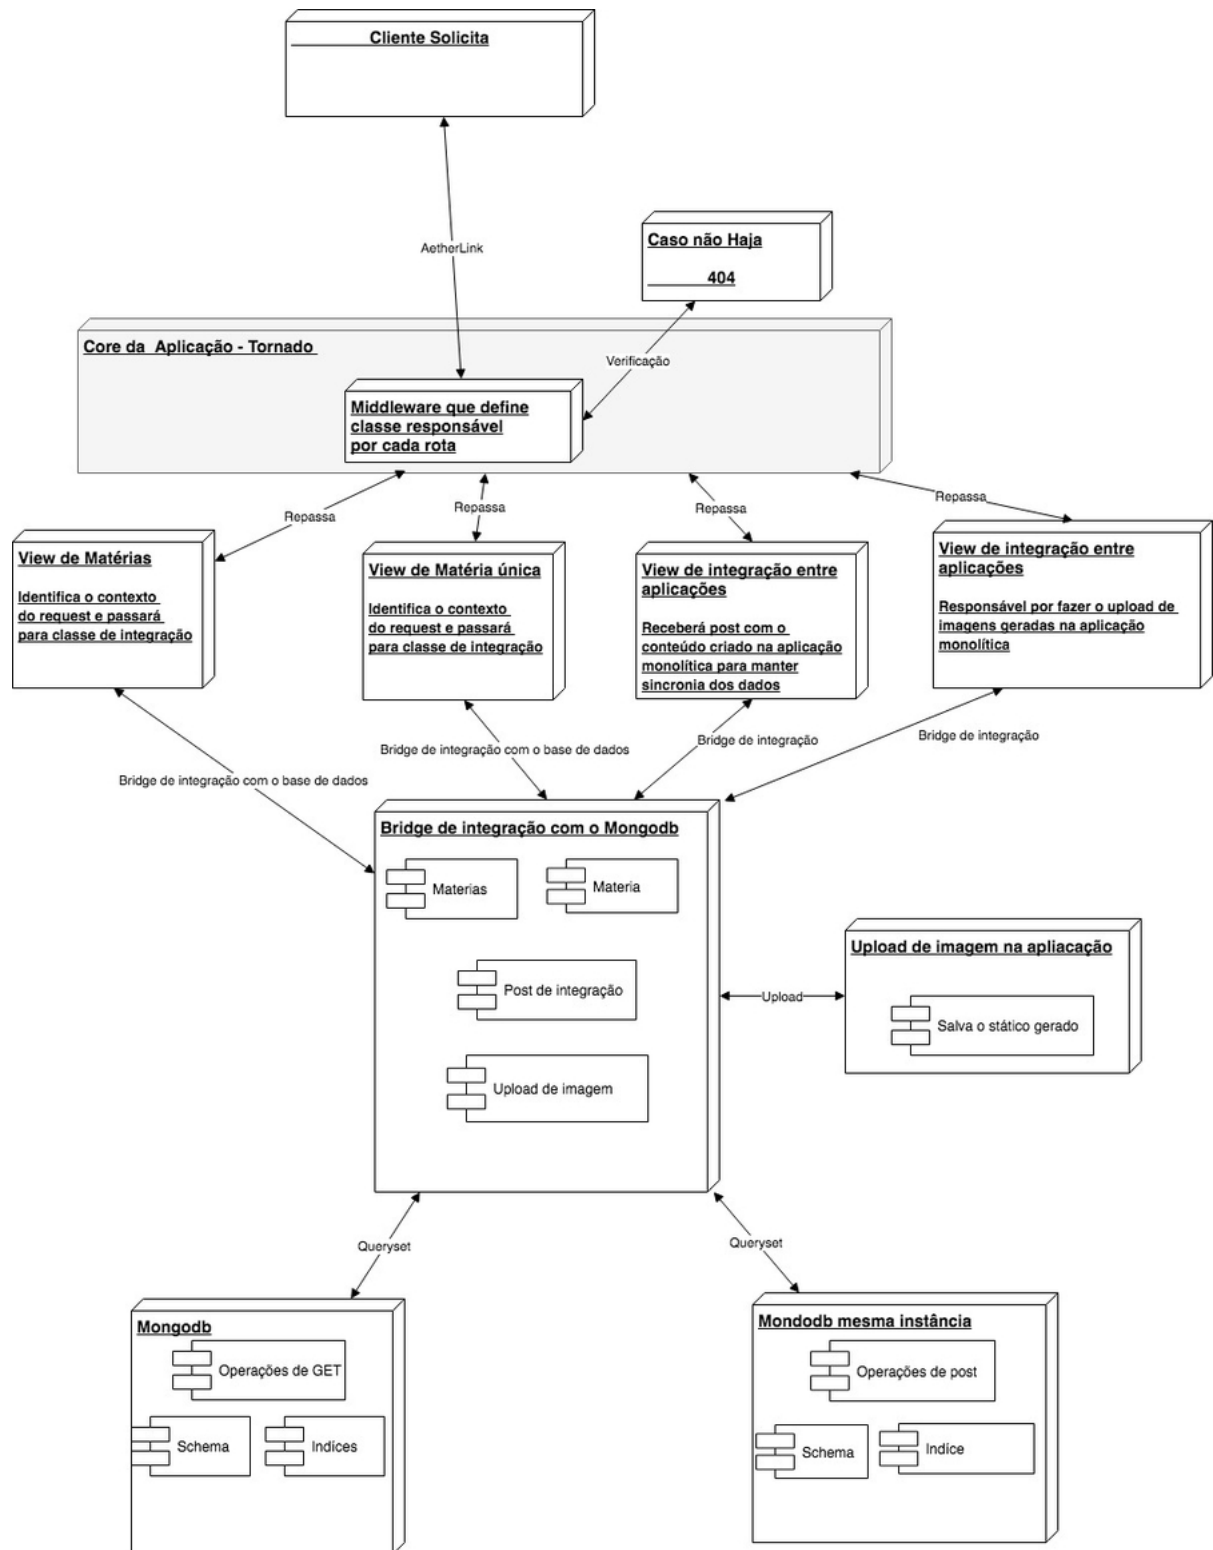 Cliente Solicita
AetherLink
Caso não Haja
404
Verificação
Core da Aplicação - Tornado
Middleware que define
classe responsável
por cada rota
Repassa
Repassa
Repassa
Repassa
View de Matérias
Identifica o contexto
do request e passará
para classe de integração
View de Matéria única
Identifica o contexto
do request e passará
para classe de integração
View de integração entre
aplicações
Receberá post com o
conteúdo criado na aplicação
monolítica para manter
sincronia dos dados
View de integração entre
aplicações
Responsável por fazer o upload de
imagens geradas na aplicação
monolítica
Bridge de integração com o base de dados
Bridge de integração com o base de dados
Bridge de integração
Bridge de integração
Bridge de integração com o Mongodb
Materias
Materia
Post de integração
Upload de imagem
Upload
Upload de imagem na apliacação
Salva o stático gerado
Queryset
Queryset
Mongodb
Operações de GET
Schema
Indíces
Mondodb mesma instância
Operações de post
Schema
Indíce